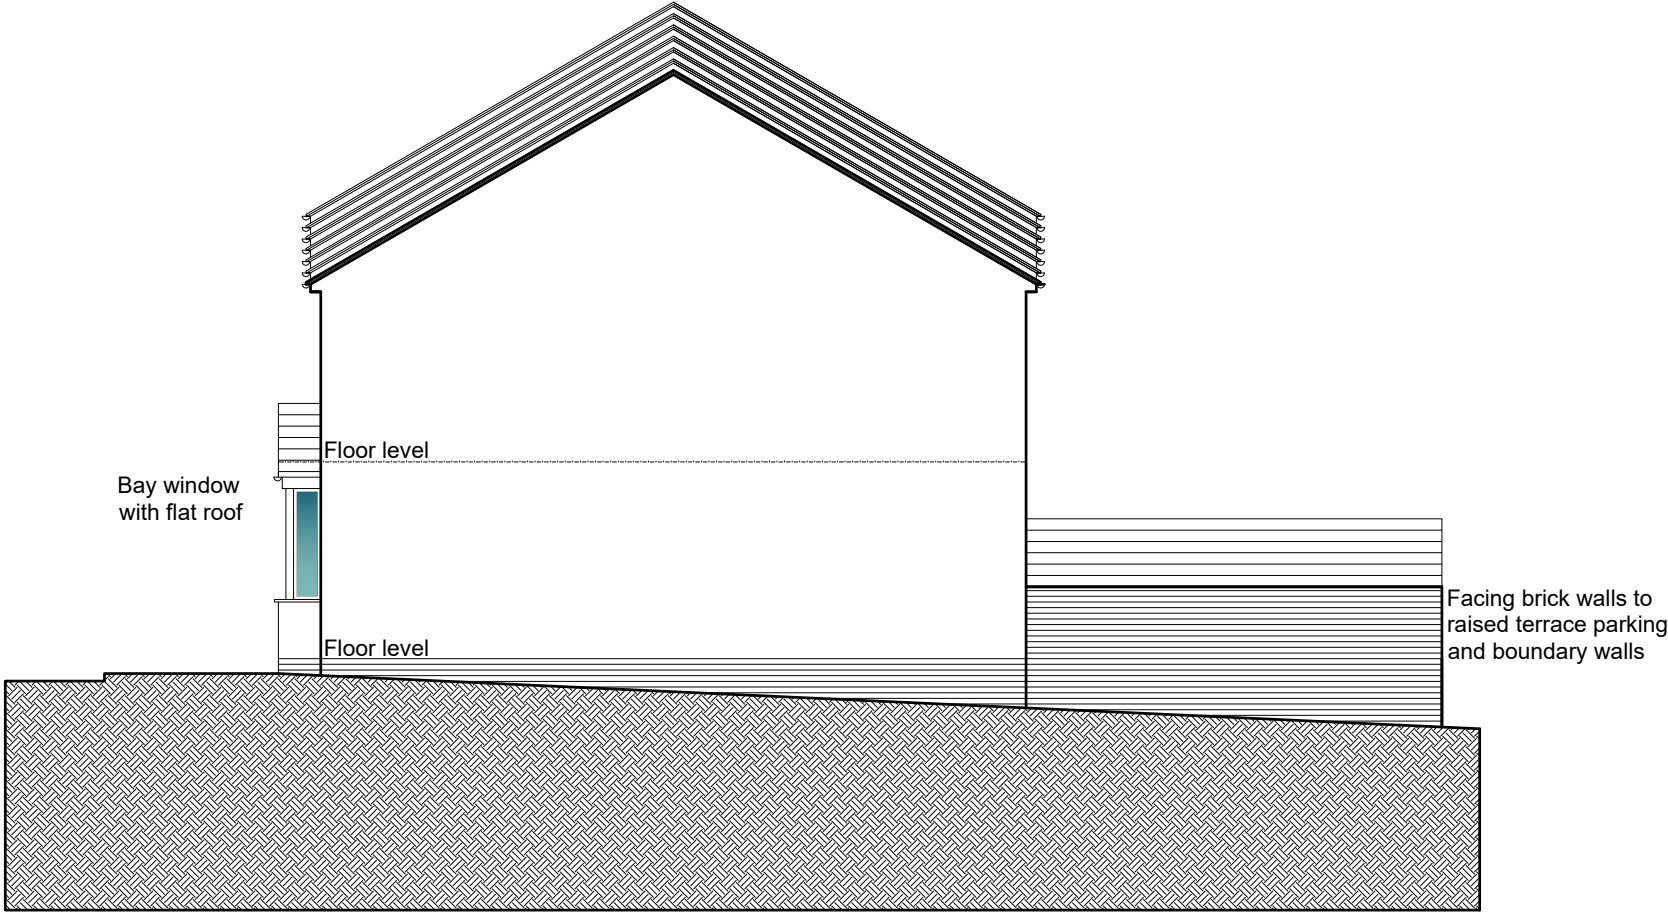 Floor level
Bay window
with flat roof
Facing brick walls to
raised terrace parking
and boundary walls
Floor level